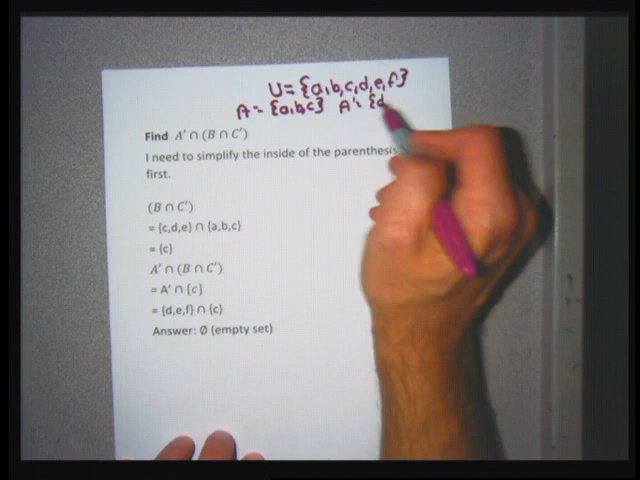 U = {a,b,c,d,e,f}
A = {a,b,c} A' = {d
Find A′ ∩ (B ∩ C′)
I need to simplify the inside of the parenthesis
first.
(B ∩ C′)
= {c,d,e} ∩ {a,b,c}
= {c}
A′ ∩ (B ∩ C′)
= A′ ∩ {c}
= {d,e,f} ∩ {c}
Answer: ∅ (empty set)